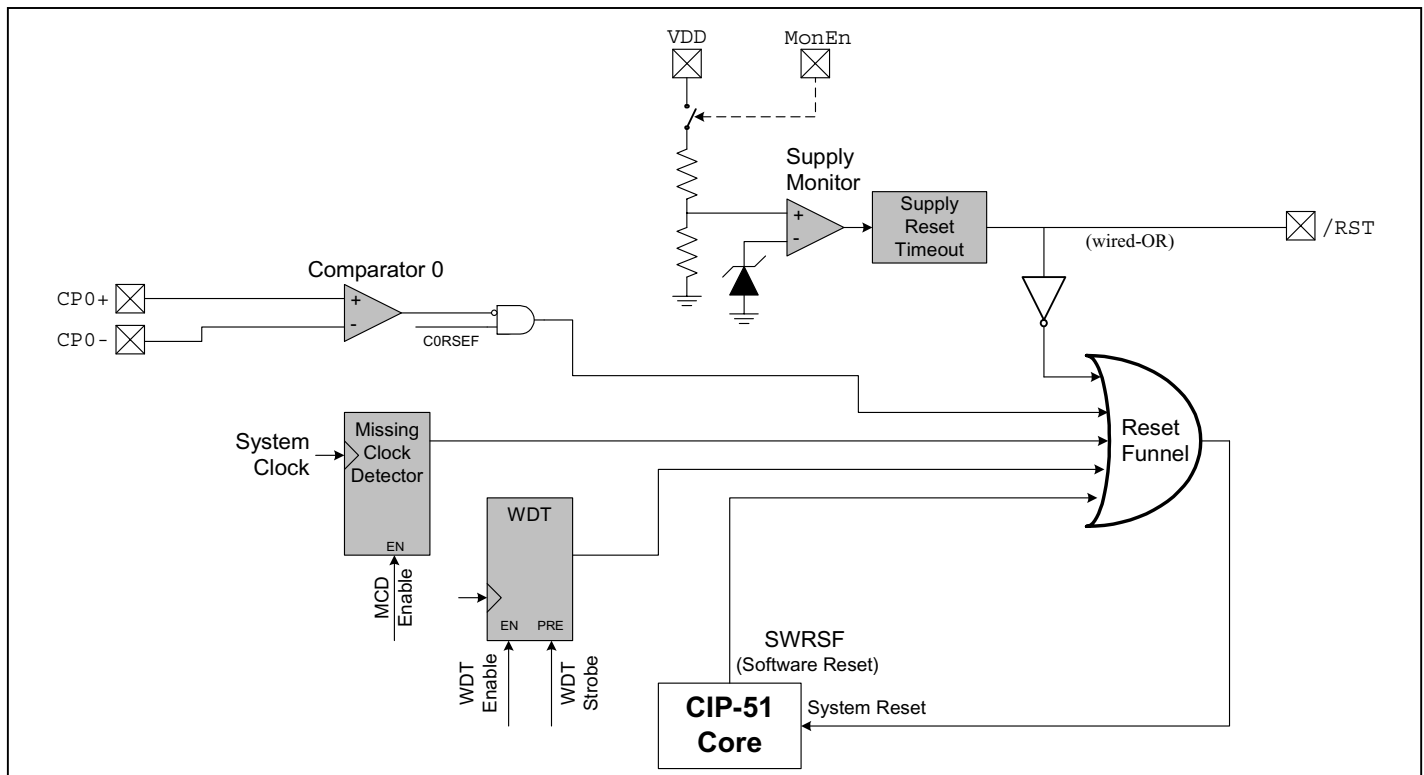 VDD
MonEn
Supply
Monitor
+
-
Supply
Reset
Timeout
(wired-OR)
/RST
Comparator 0
CP0+
CP0-
+
-
C0RSEF
System
Clock
Missing
Clock
Detector
EN
MCD
Enable
WDT
EN
PRE
WDT
Enable
WDT
Strobe
Reset
Funnel
SWRSF
(Software Reset)
CIP-51
Core
System Reset